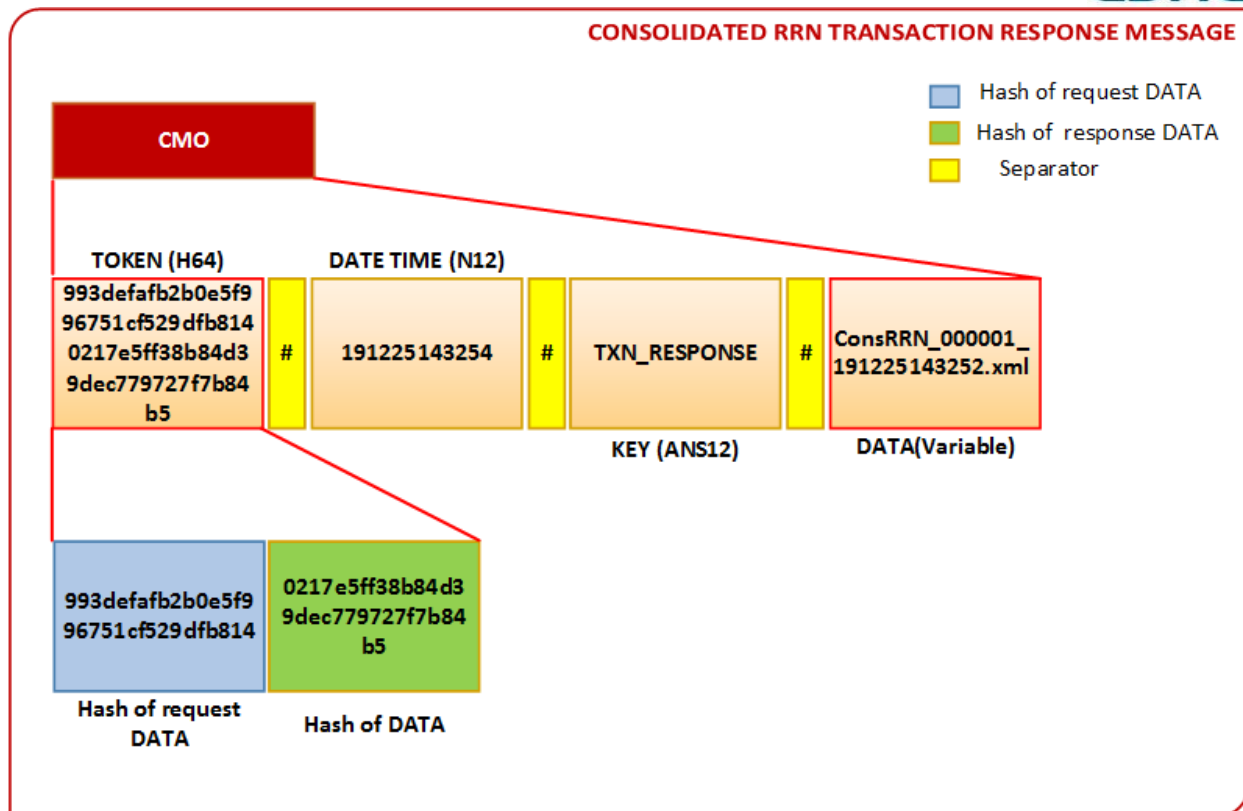 CONSOLIDATED RRN TRANSACTION RESPONSE MESSAGE
Hash of request DATA
Hash of response DATA
Separator
CMO
TOKEN (H64)
DATE TIME (N12)
993defafb2b0e5f9
96751cf529dfb814
0217e5ff38b84d3
9dec779727f7b84
b5
#
191225143254
#
TXN_RESPONSE
#
ConsRRN_000001_
191225143252.xml
KEY (ANS12)
DATA(Variable)
993defafb2b0e5f9
96751cf529dfb814
0217e5ff38b84d3
9dec779727f7b84
b5
Hash of request
DATA
Hash of DATA